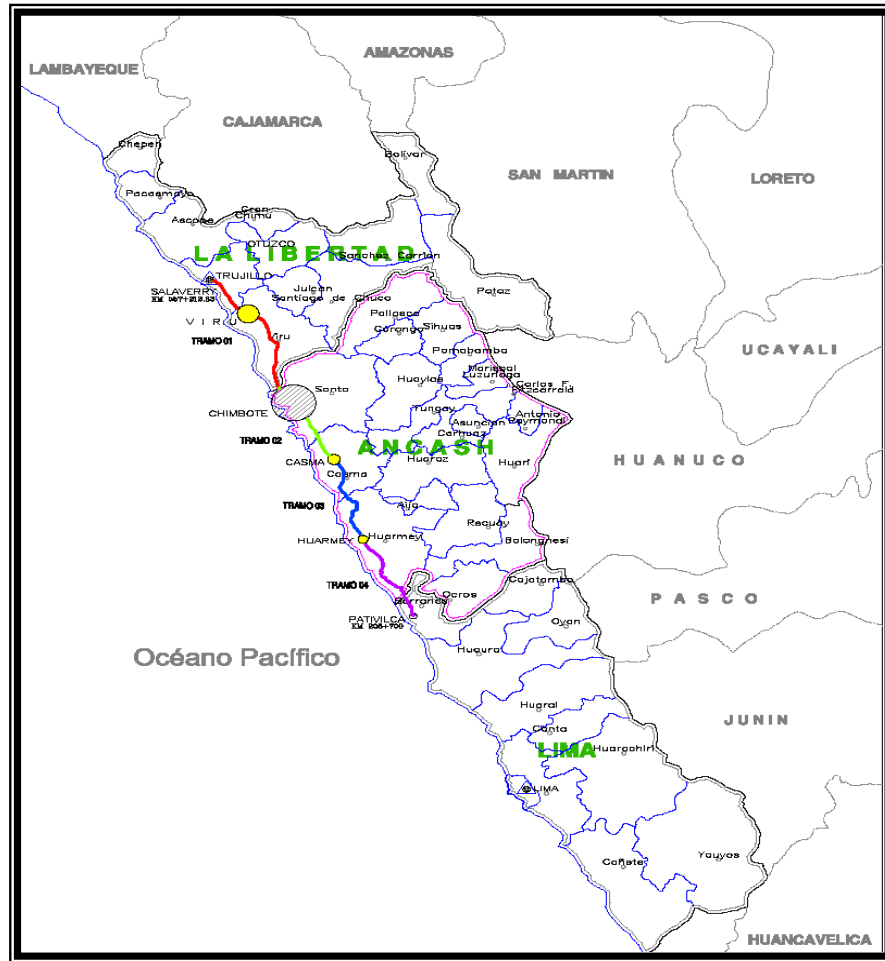 AMAZONAS
LAMBAYEQUE
CAJAMARCA
Chepen
Bolivar
SAN MARTIN
LORETO
Pacasmayo
Ascope
Gran
Chimu
OTUZCO
LA LIBERTAD
Sanchez Carrion
TRUJILLO
SALAVERRY
Julcan
Santiago de Chuco
Pataz
VIRU
Viru
TRAMO 01
Pallasca
Corongo
Sihuas
Pomabamba
UCAYALI
Mariscal
Luzuriaga
Huaylas
Santa
Carlos F.
Fitzcarrald
CHIMBOTE
Yungay
Antonio
Raymondi
Asuncion
Carhuaz
TRAMO 02
ANCASH
CASMA
Casma
Huaraz
Huari
HUANUCO
TRAMO 03
Aija
Recuay
HUARMEY
Huarmey
Bolongnesi
TRAMO 04
Cajatambo
PASCO
Ocros
Barranca
PATIVILCA
KM 206+700
Oyon
Huaura
Océano Pacífico
Huaral
JUNIN
Canta
LIMA
Huarochiri
LIMA
Cañete
Yauyos
HUANCAVELICA